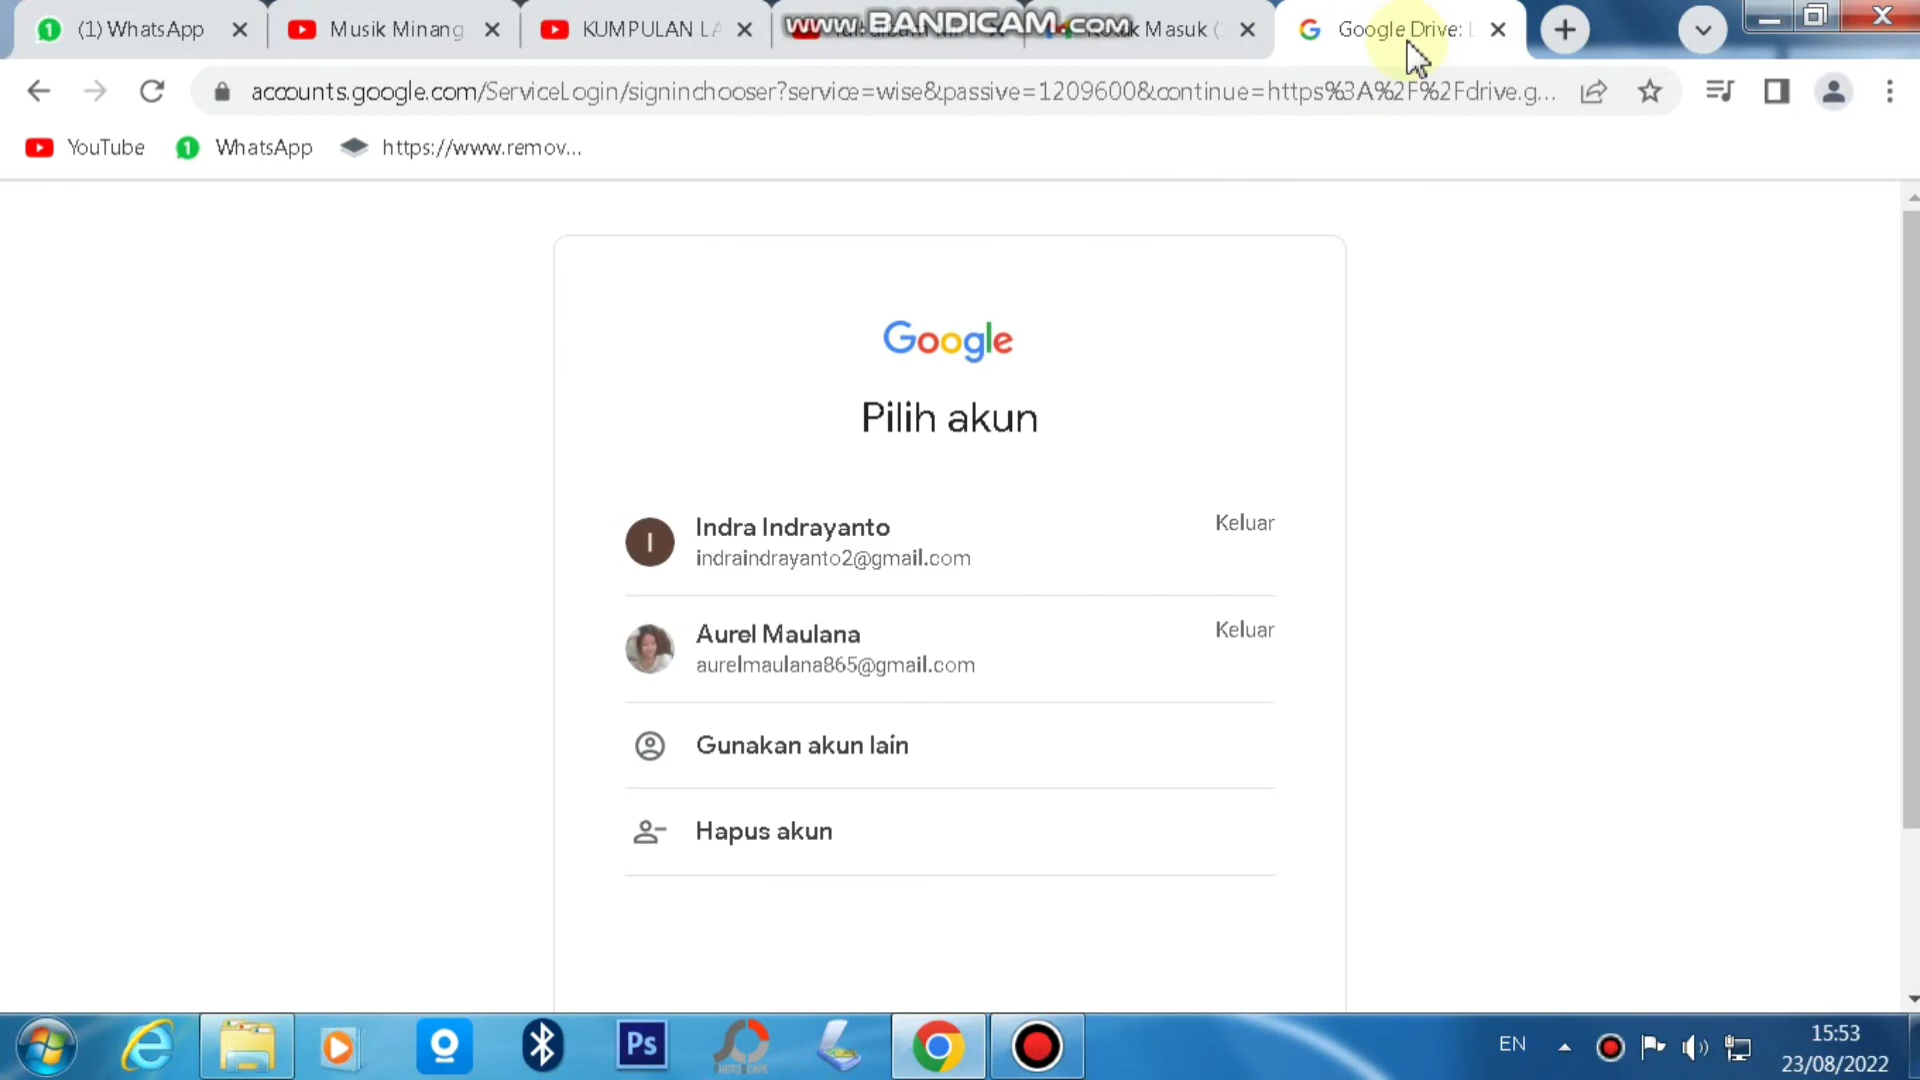 (1) WhatsApp
Musik Minang
KUMPULAN LA
www.BANDICAM.com
Masuk (
Google Drive: L
accounts.google.com/ServiceLogin/signinchooser?service=wise&passive=1209600&continue=https%3A%2F%2Fdrive.g...
YouTube
WhatsApp
https://www.remov...
Google
Pilih akun
I
Indra Indrayanto
Keluar
indraindrayanto2@gmail.com
Aurel Maulana
Keluar
aurelmaulana865@gmail.com
Gunakan akun lain
Hapus akun
Ps
EN
15:53
23/08/2022